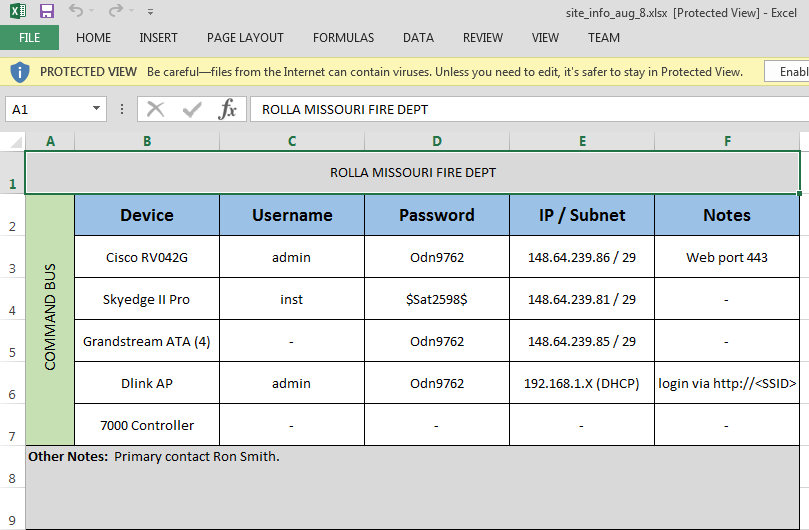 site_info_aug_8.xlsx [Protected View] - Excel
FILE HOME INSERT PAGE LAYOUT FORMULAS DATA REVIEW VIEW TEAM
PROTECTED VIEW Be careful—files from the Internet can contain viruses. Unless you need to edit, it's safer to stay in Protected View. Enabl
A1 fx ROLLA MISSOURI FIRE DEPT
A B C D E F
1 ROLLA MISSOURI FIRE DEPT
COMMAND BUS
2 Device Username Password IP / Subnet Notes
3 Cisco RV042G admin Odn9762 148.64.239.86 / 29 Web port 443
4 Skyedge II Pro inst $Sat2598$ 148.64.239.81 / 29 -
5 Grandstream ATA (4) - Odn9762 148.64.239.85 / 29 -
6 Dlink AP admin Odn9762 192.168.1.X (DHCP) login via http://<SSID>
7 7000 Controller - - - -
8 Other Notes: Primary contact Ron Smith.
9